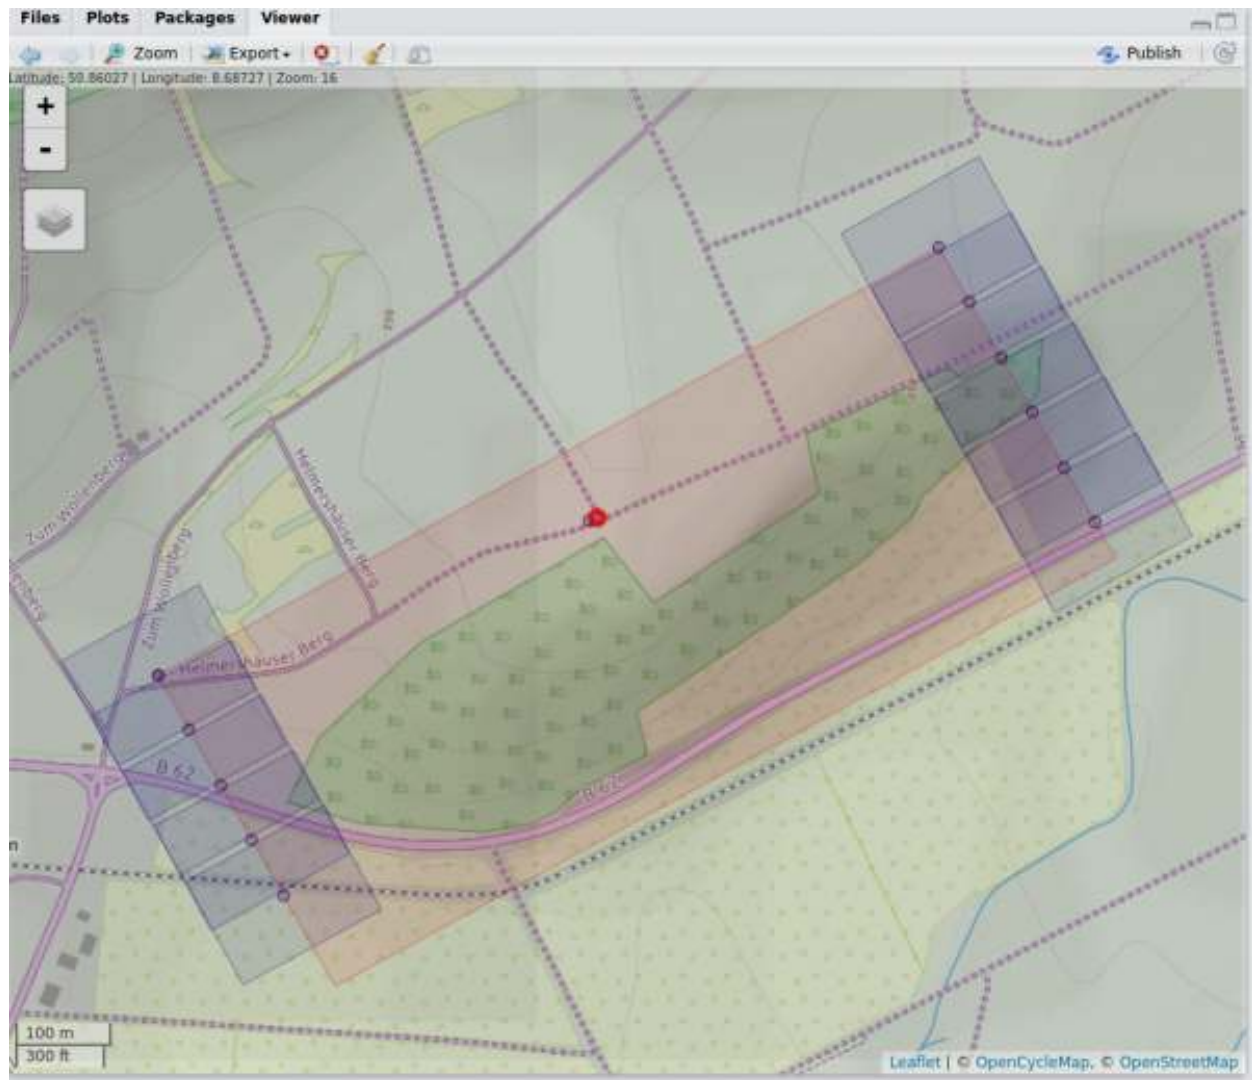 Files Plots Packages Viewer
Zoom Export Publish
Latitude: 50.86027 | Longitude: 8.68727 | Zoom: 16
+
-
Zum Wollenberg
Helmershäuser Berg
Zum Wollenberg
Helmershäuser Berg
B 62
B 62
100 m
300 ft
Leaflet | © OpenCycleMap, © OpenStreetMap